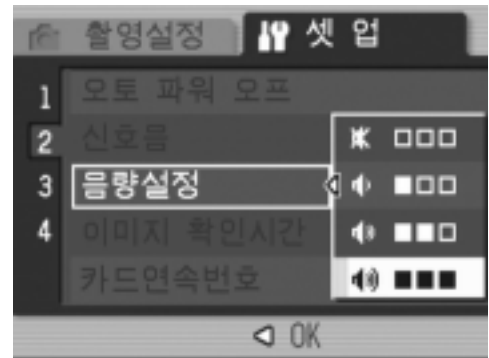 촬영설정 셋 업
1 오토 파워 오프
2 신호음
3 음량설정
4 이미지 확인시간
카드연속번호
OK